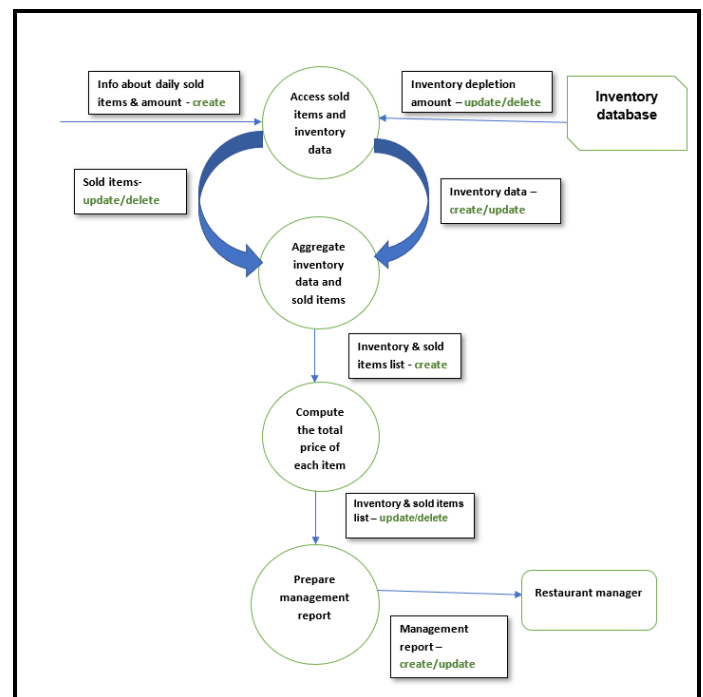 Info about daily sold
items & amount - create
Access sold
items and
inventory
data
Inventory depletion
amount – update/delete
Inventory
database
Sold items-
update/delete
Inventory data –
create/update
Aggregate
inventory
data and
sold items
Inventory & sold
items list - create
Compute
the total
price of
each item
Inventory & sold items
list – update/delete
Prepare
management
report
Restaurant manager
Management
report –
create/update